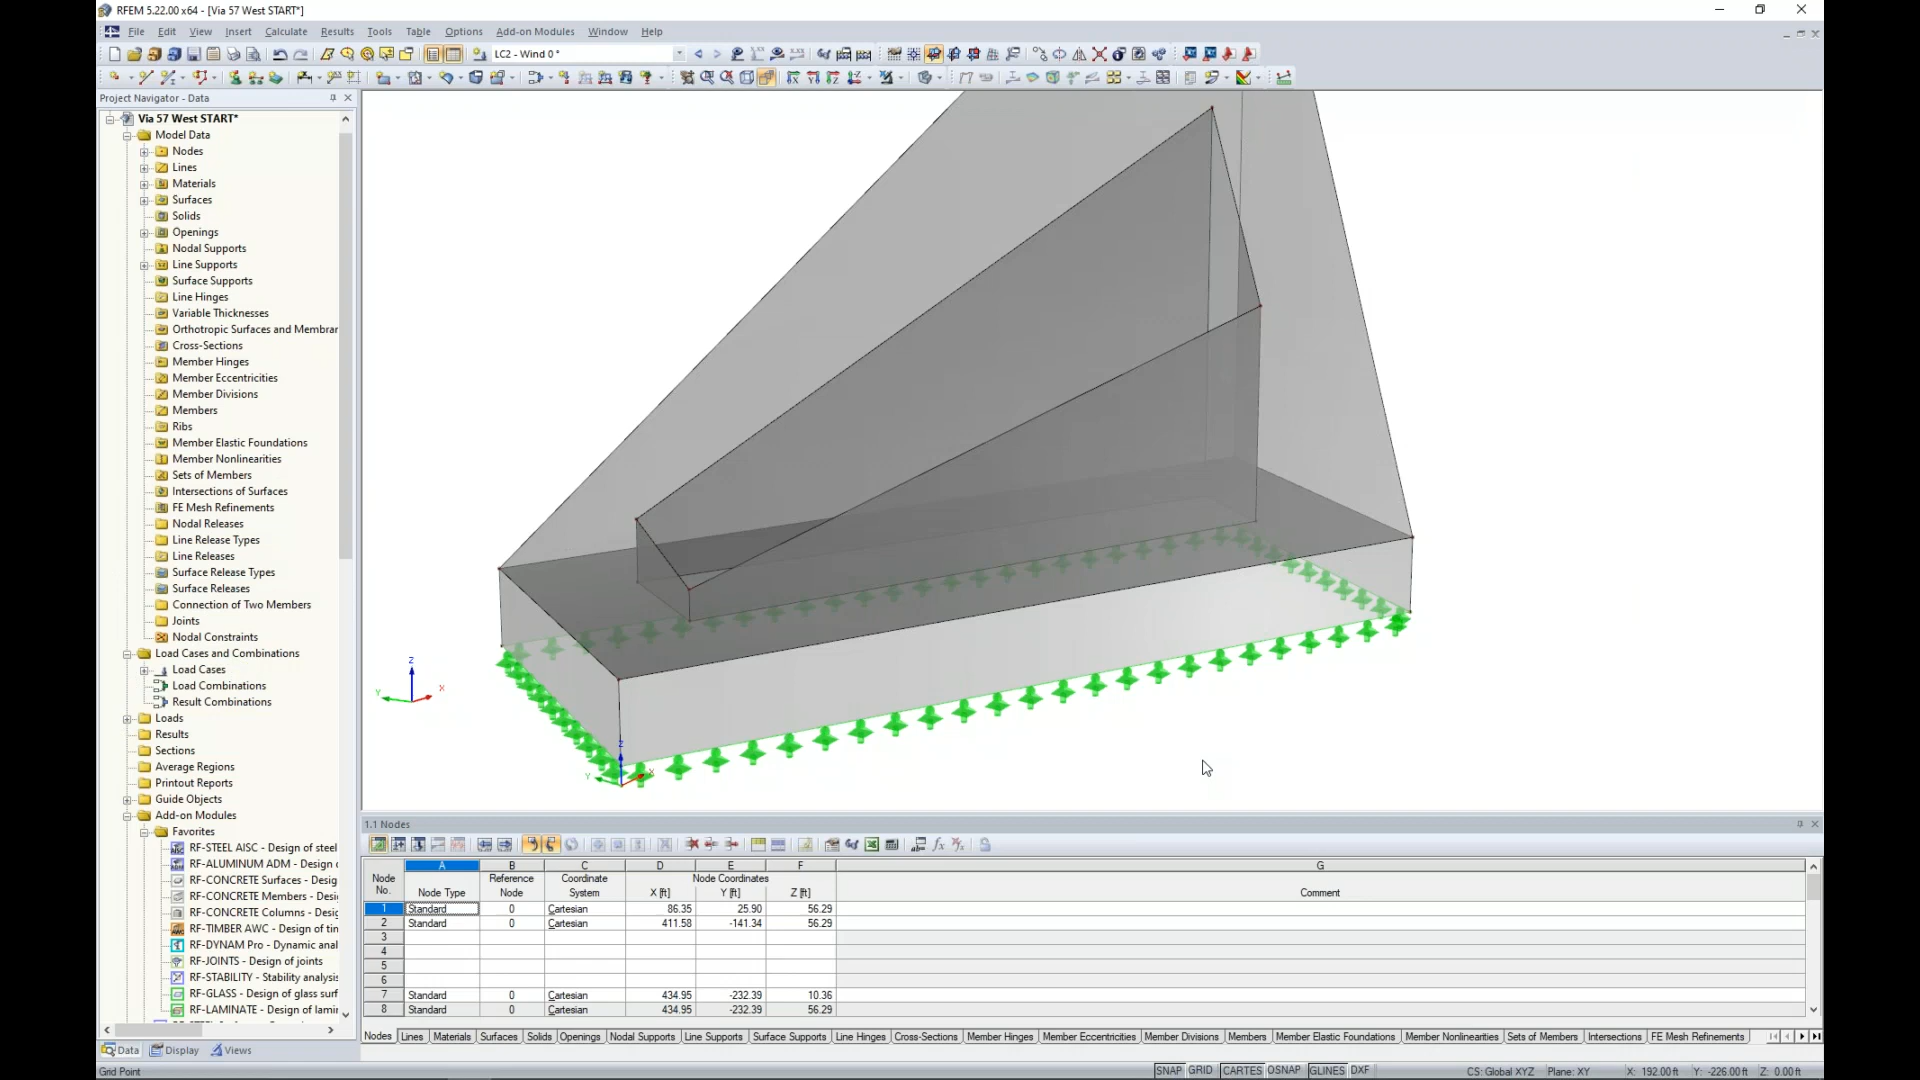 RFEM 5.22.00 x64 - [Via 57 West START*]
File Edit View Insert Calculate Results Tools Table Options Add-on Modules Window Help
LC2 - Wind 0 °
Project Navigator - Data
Via 57 West START*
Model Data
Nodes
Lines
Materials
Surfaces
Solids
Openings
Nodal Supports
Line Supports
Surface Supports
Line Hinges
Variable Thicknesses
Orthotropic Surfaces and Membrar
Cross-Sections
Member Hinges
Member Eccentricities
Member Divisions
Members
Ribs
Member Elastic Foundations
Member Nonlinearities
Sets of Members
Intersections of Surfaces
FE Mesh Refinements
Nodal Releases
Line Release Types
Line Releases
Surface Release Types
Surface Releases
Connection of Two Members
Joints
Nodal Constraints
Load Cases and Combinations
Load Cases
Load Combinations
Result Combinations
Loads
Results
Sections
Average Regions
Printout Reports
Guide Objects
Add-on Modules
Favorites
RF-STEEL AISC - Design of steel
RF-ALUMINUM ADM - Design
RF-CONCRETE Surfaces - Desig
RF-CONCRETE Members - Desi
RF-CONCRETE Columns - Desig
RF-TIMBER AWC - Design of tin
RF-DYNAM Pro - Dynamic anal
RF-JOINTS - Design of joints
RF-STABILITY - Stability analysis
RF-GLASS - Design of glass surf
RF-LAMINATE - Design of lamin
Data Display Views
Z
Y X
Z
Y X
1.1 Nodes
A B C D E F G
Node Reference Coordinate Node Coordinates
No. Node Type Node System X [ft] Y [ft] Z [ft] Comment
1 Standard 0 Cartesian 86.35 25.90 56.29
2 Standard 0 Cartesian 411.58 -141.34 56.29
3
4
5
6
7 Standard 0 Cartesian 434.95 -232.39 10.36
8 Standard 0 Cartesian 434.95 -232.39 56.29
Nodes Lines Materials Surfaces Solids Openings Nodal Supports Line Supports Surface Supports Line Hinges Cross-Sections Member Hinges Member Eccentricities Member Divisions Members Member Elastic Foundations Member Nonlinearities Sets of Members Intersections FE Mesh Refinements
Grid Point SNAP GRID CARTES OSNAP GLINES DXF CS: Global XYZ Plane: XY X: 192.00 ft Y: -226.00 ft Z: 0.00 ft